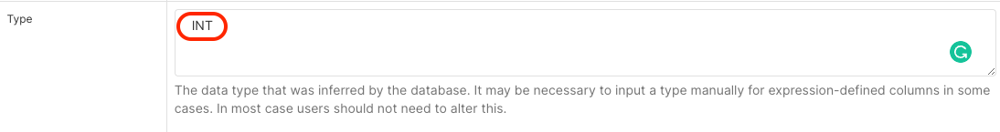 Type
INT
The data type that was inferred by the database. It may be necessary to input a type manually for expression-defined columns in some
cases. In most case users should not need to alter this.